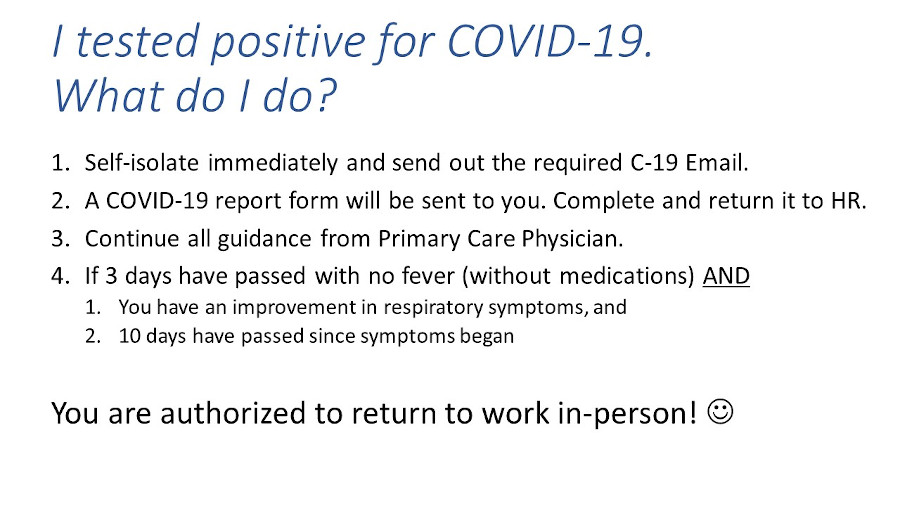 I tested positive for COVID-19.
What do I do?
1. Self-isolate immediately and send out the required C-19 Email.
2. A COVID-19 report form will be sent to you. Complete and return it to HR.
3. Continue all guidance from Primary Care Physician.
4. If 3 days have passed with no fever (without medications) AND
1. You have an improvement in respiratory symptoms, and
2. 10 days have passed since symptoms began
You are authorized to return to work in-person! ☺